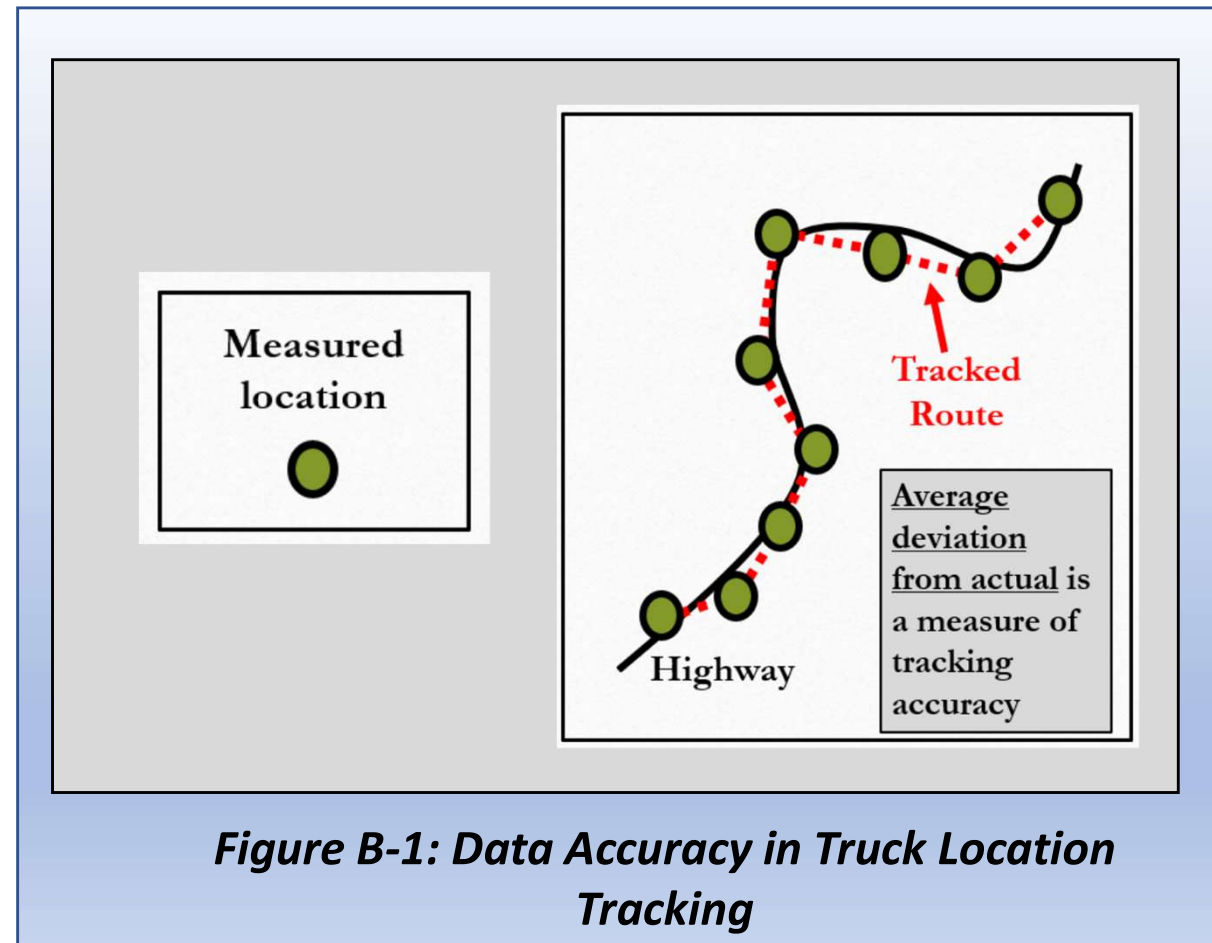 Measured
location
Tracked
Route
Average
deviation
from actual is
a measure of
tracking
accuracy
Highway
Figure B-1: Data Accuracy in Truck Location
Tracking